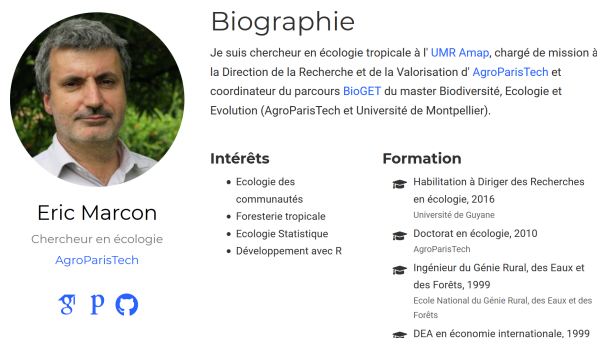 Biographie
Je suis chercheur en écologie tropicale à l' UMR Amap, chargé de mission à
la Direction de la Recherche et de la Valorisation d' AgroParisTech et
coordinateur du parcours BioGET du master Biodiversité, Ecologie et
Evolution (AgroParisTech et Université de Montpellier).
Eric Marcon
Chercheur en écologie
AgroParisTech
Intérêts
Ecologie des
communautés
Foresterie tropicale
Ecologie Statistique
Développement avec R
Formation
Habilitation à Diriger des Recherches
en écologie, 2016
Université de Guyane
Doctorat en écologie, 2010
AgroParisTech
Ingénieur du Génie Rural, des Eaux et
des Forêts, 1999
Ecole National du Génie Rural, des Eaux et des
Forêts
DEA en économie internationale, 1999